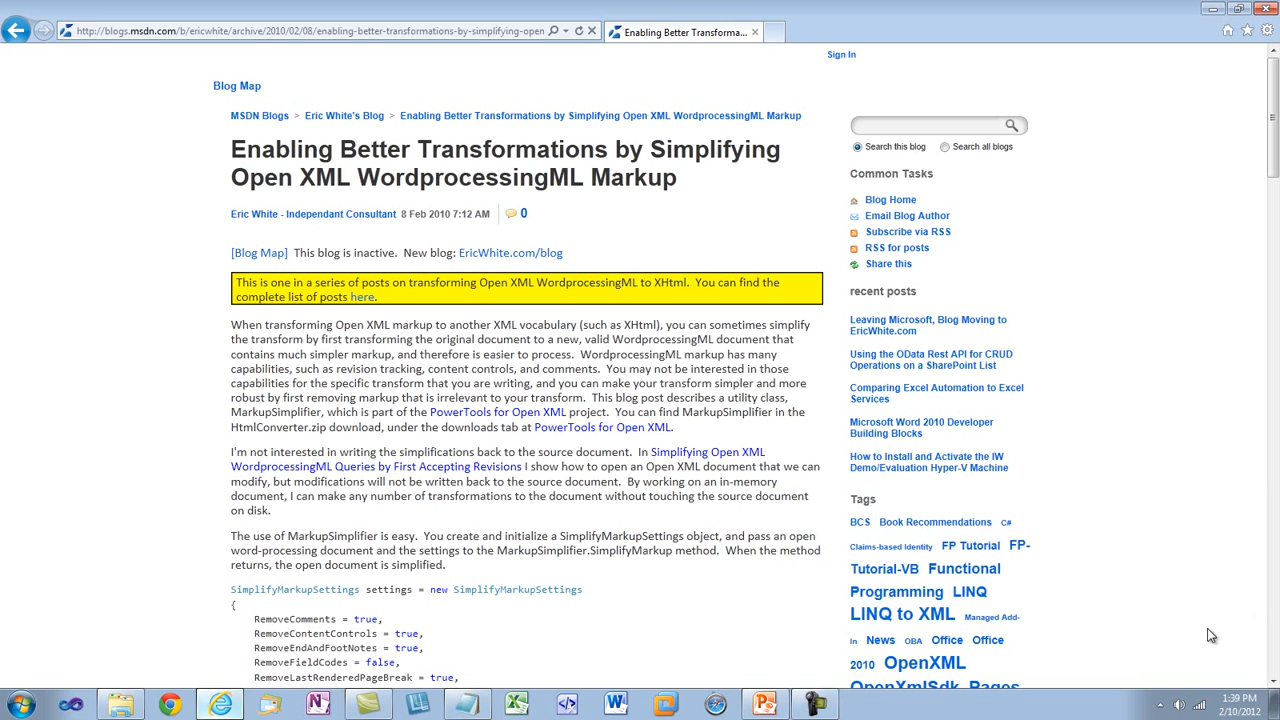 http://blogs.msdn.com/b/ericwhite/archive/2010/02/08/enabling-better-transformations-by-simplifying-open
Enabling Better Transforma...
Sign In
Blog Map
MSDN Blogs > Eric White's Blog > Enabling Better Transformations by Simplifying Open XML WordprocessingML Markup
Enabling Better Transformations by Simplifying
Open XML WordprocessingML Markup
Eric White - Independant Consultant 8 Feb 2010 7:12 AM 0
[Blog Map] This blog is inactive. New blog: EricWhite.com/blog
This is one in a series of posts on transforming Open XML WordprocessingML to XHtml. You can find the
complete list of posts here.
When transforming Open XML markup to another XML vocabulary (such as XHtml), you can sometimes simplify
the transform by first transforming the original document to a new, valid WordprocessingML document that
contains much simpler markup, and therefore is easier to process. WordprocessingML markup has many
capabilities, such as revision tracking, content controls, and comments. You may not be interested in those
capabilities for the specific transform that you are writing, and you can make your transform simpler and more
robust by first removing markup that is irrelevant to your transform. This blog post describes a utility class,
MarkupSimplifier, which is part of the PowerTools for Open XML project. You can find MarkupSimplifier in the
HtmlConverter.zip download, under the downloads tab at PowerTools for Open XML.
I'm not interested in writing the simplifications back to the source document. In Simplifying Open XML
WordprocessingML Queries by First Accepting Revisions I show how to open an Open XML document that we can
modify, but modifications will not be written back to the source document. By working on an in-memory
document, I can make any number of transformations to the document without touching the source document
on disk.
The use of MarkupSimplifier is easy. You create and initialize a SimplifyMarkupSettings object, and pass an open
word-processing document and the settings to the MarkupSimplifier.SimplifyMarkup method. When the method
returns, the open document is simplified.
SimplifyMarkupSettings settings = new SimplifyMarkupSettings
{
RemoveComments = true,
RemoveContentControls = true,
RemoveEndAndFootNotes = true,
RemoveFieldCodes = false,
RemoveLastRenderedPageBreak = true,
Search this blog Search all blogs
Common Tasks
Blog Home
Email Blog Author
Subscribe via RSS
RSS for posts
Share this
recent posts
Leaving Microsoft, Blog Moving to
EricWhite.com
Using the OData Rest API for CRUD
Operations on a SharePoint List
Comparing Excel Automation to Excel
Services
Microsoft Word 2010 Developer
Building Blocks
How to Install and Activate the IW
Demo/Evaluation Hyper-V Machine
Tags
BCS Book Recommendations C#
Claims-based Identity FP Tutorial FP-
Tutorial-VB Functional
Programming LINQ
LINQ to XML Managed Add-
In News OBA Office Office
2010 OpenXML
OpenXmlSdk Pages
1:39 PM
2/10/2012